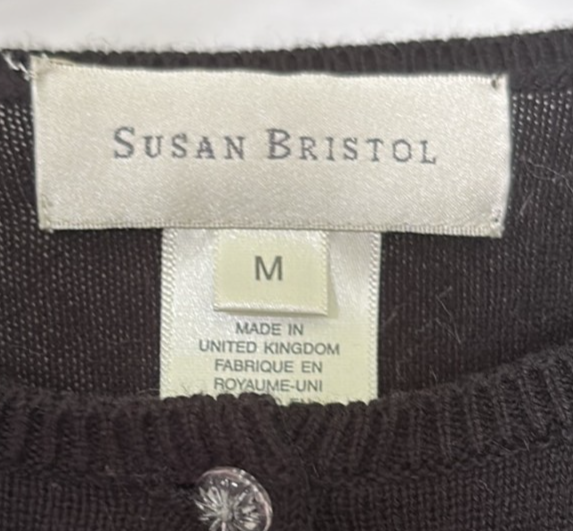 SUSAN BRISTOL
M
MADE IN
UNITED KINGDOM
FABRIQUE EN
ROYAUME-UNI